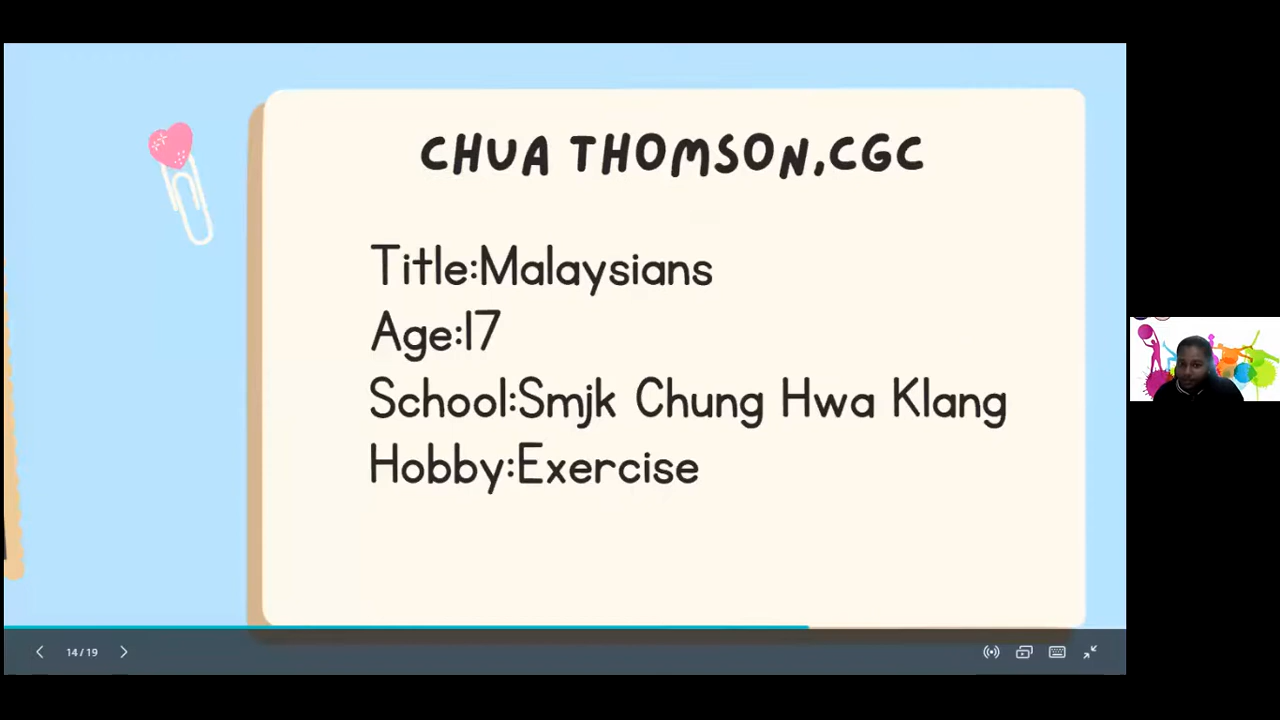 CHUA THOMSON,CGC
Title:Malaysians
Age:17
School:Smjk Chung Hwa Klang
Hobby:Exercise
14/19